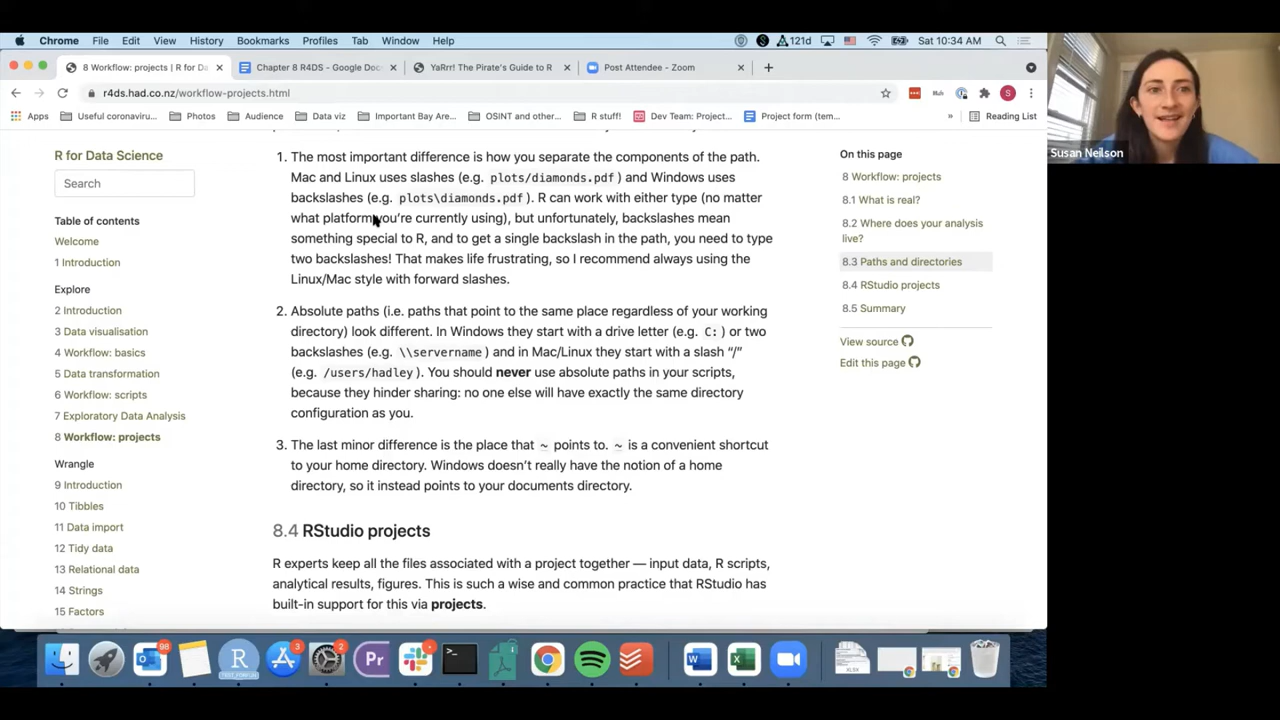 Chrome File Edit View History Bookmarks Profiles Tab Window Help
121d Sat 10:34 AM
8 Workflow: projects | R for Da
Chapter 8 R4DS - Google Doc
YaRrr! The Pirate's Guide to R
Post Attendee - Zoom
r4ds.had.co.nz/workflow-projects.html
S
Apps Useful coronaviru... Photos Audience Data viz Important Bay Are... OSINT and other... R stuff! Dev Team: Project... Project form (tem... » Reading List
Susan Neilson
R for Data Science
Search
Table of contents
Welcome
1 Introduction
Explore
2 Introduction
3 Data visualisation
4 Workflow: basics
5 Data transformation
6 Workflow: scripts
7 Exploratory Data Analysis
8 Workflow: projects
Wrangle
9 Introduction
10 Tibbles
11 Data import
12 Tidy data
13 Relational data
14 Strings
15 Factors
1. The most important difference is how you separate the components of the path.
Mac and Linux uses slashes (e.g. plots/diamonds.pdf) and Windows uses
backslashes (e.g. plots\diamonds.pdf). R can work with either type (no matter
what platform you're currently using), but unfortunately, backslashes mean
something special to R, and to get a single backslash in the path, you need to type
two backslashes! That makes life frustrating, so I recommend always using the
Linux/Mac style with forward slashes.
2. Absolute paths (i.e. paths that point to the same place regardless of your working
directory) look different. In Windows they start with a drive letter (e.g. C:) or two
backslashes (e.g. \\servername) and in Mac/Linux they start with a slash “/”
(e.g. /users/hadley). You should never use absolute paths in your scripts,
because they hinder sharing: no one else will have exactly the same directory
configuration as you.
3. The last minor difference is the place that ~ points to. ~ is a convenient shortcut
to your home directory. Windows doesn’t really have the notion of a home
directory, so it instead points to your documents directory.
8.4 RStudio projects
R experts keep all the files associated with a project together — input data, R scripts,
analytical results, figures. This is such a wise and common practice that RStudio has
built-in support for this via projects.
On this page
8 Workflow: projects
8.1 What is real?
8.2 Where does your analysis
live?
8.3 Paths and directories
8.4 RStudio projects
8.5 Summary
View source
Edit this page
98
R
3
2
Pr
W
X
XLSX